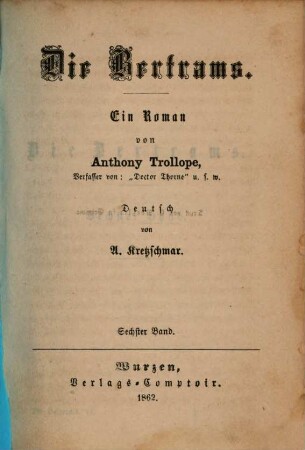 Die Bertrams.
Ein Roman
von
Anthony Trollope,
Verfasser von: „Doctor Thorne“ u. s. w.
Deutsch
von
A. Kretzschmar.
Sechster Band.
Wurzen,
Verlags-Comptoir.
1862.